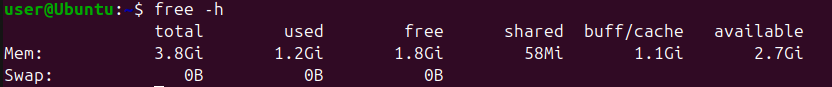 user@Ubuntu:~$ free -h
total used free shared buff/cache available
Mem: 3.8Gi 1.2Gi 1.8Gi 58Mi 1.1Gi 2.7Gi
Swap: 0B 0B 0B